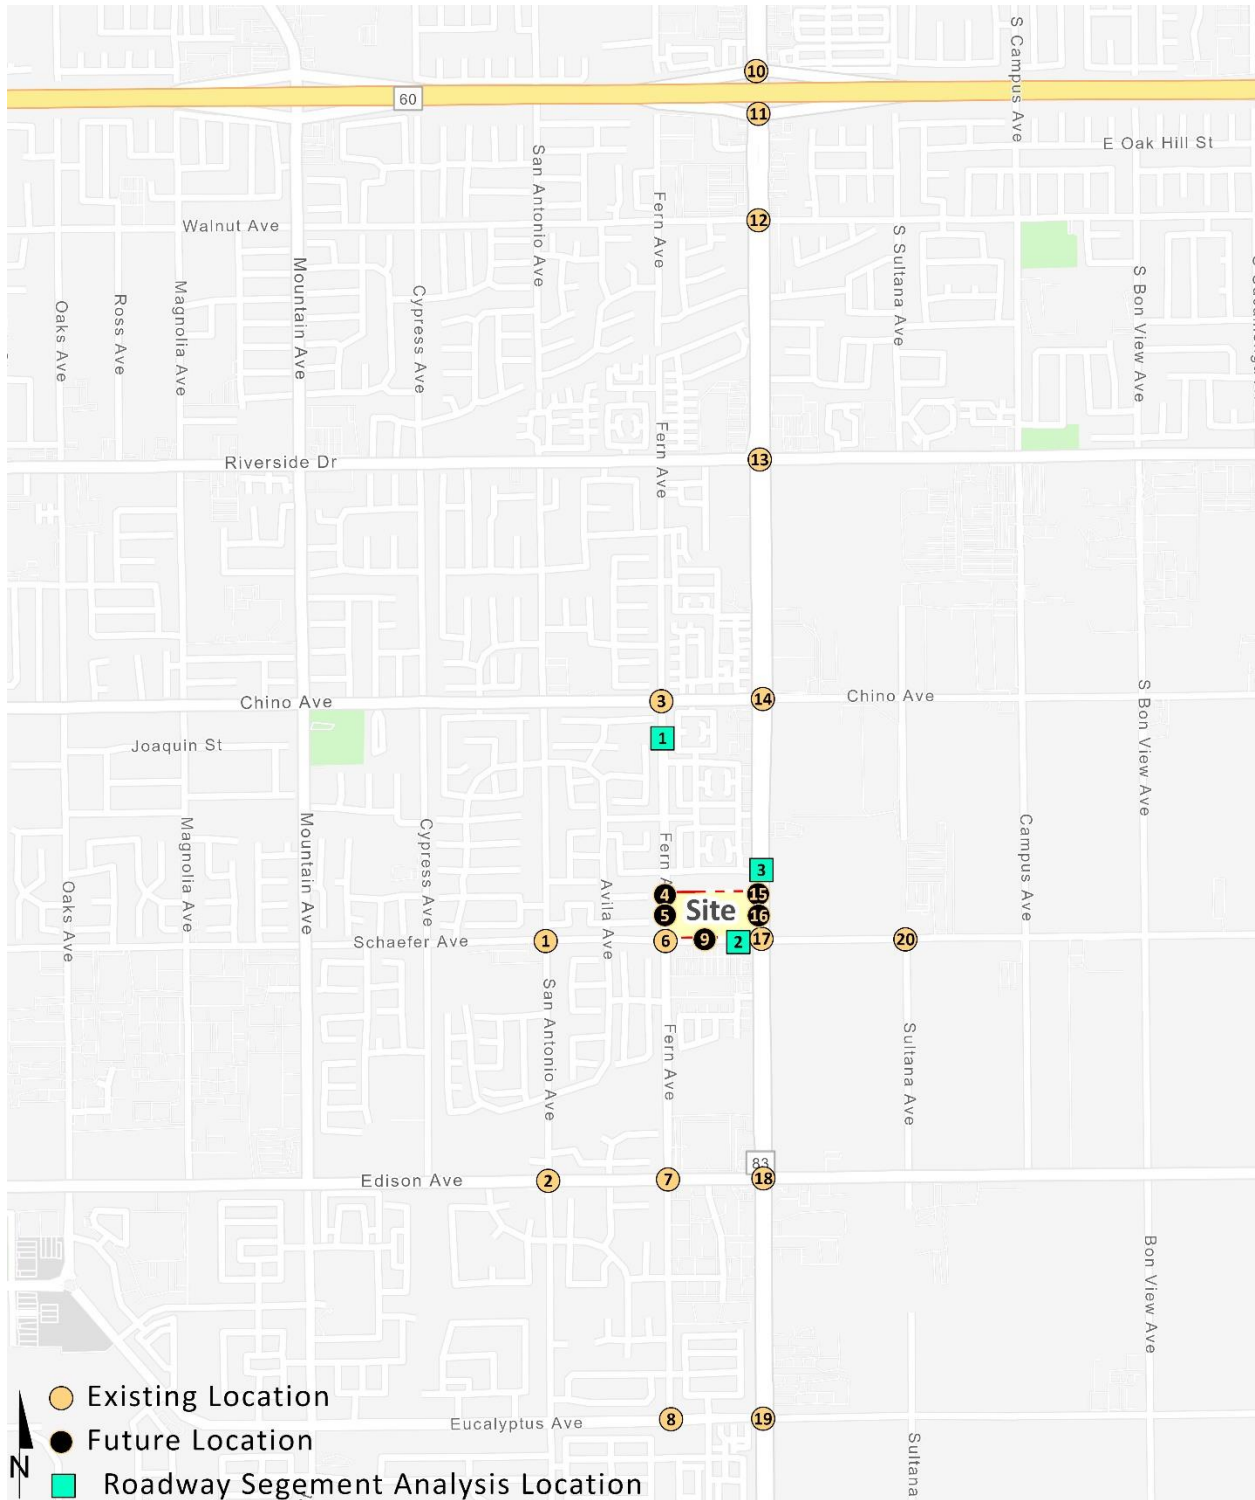 10
S Campus Ave
60
11
E Oak Hill St
San Antonio Ave
Fern Ave
12
Walnut Ave
S Sultana Ave
Mountain Ave
S Bon View Ave
Oaks Ave
Ross Ave
Magnolia Ave
Cypress Ave
Fern Ave
13
Riverside Dr
3
14
Chino Ave
Chino Ave
S Bon View Ave
1
Joaquin St
Magnolia Ave
Mountain Ave
Cypress Ave
Fern A
Campus Ave
3
Oaks Ave
Avila Ave
4
15
5
Site
16
Schaefer Ave
1
6
9
2
17
20
San Antonio Ave
Fern Ave
Sultana Ave
83
Edison Ave
2
7
18
Bon View Ave
Existing Location
Eucalyptus Ave
8
19
Future Location
Sultana
N
Roadway Segement Analysis Location